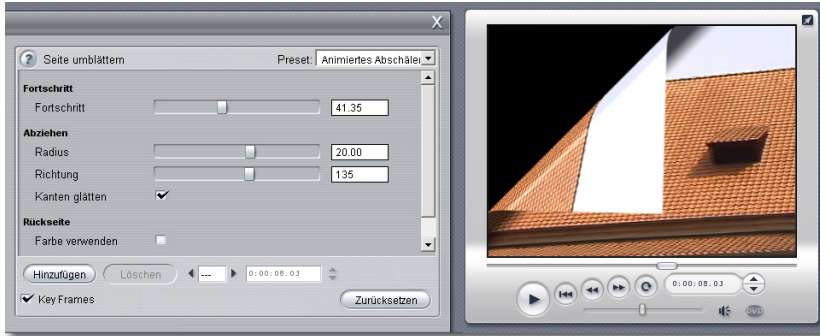 X
? Seite umblättern Preset: Animiertes Abschäler
Fortschritt
Fortschritt 41.35
Abziehen
Radius 20.00
Richtung 135
Kanten glätten
Rückseite
Farbe verwenden
Hinzufügen Löschen --- 0:00:08.03
Key Frames Zurücksetzen
0:00:08.03
DVD